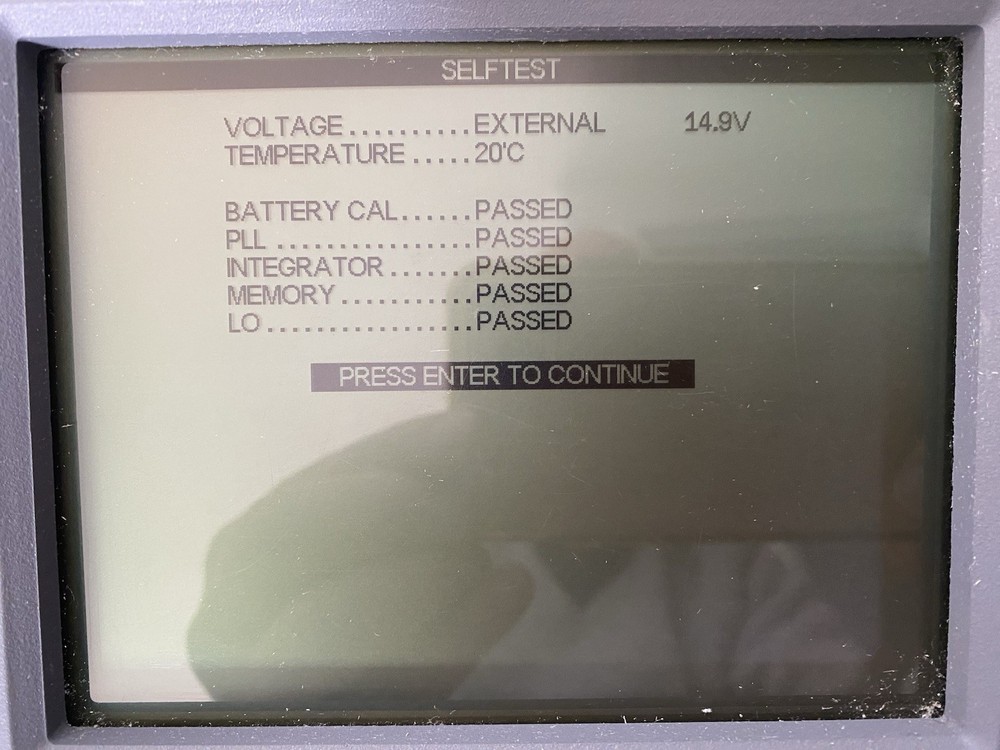 SELFTEST
VOLTAGE..........EXTERNAL 14.9V
TEMPERATURE .....20'C
BATTERY CAL......PASSED
PLL ................PASSED
INTEGRATOR .......PASSED
MEMORY...........PASSED
LO.................PASSED
PRESS ENTER TO CONTINUE